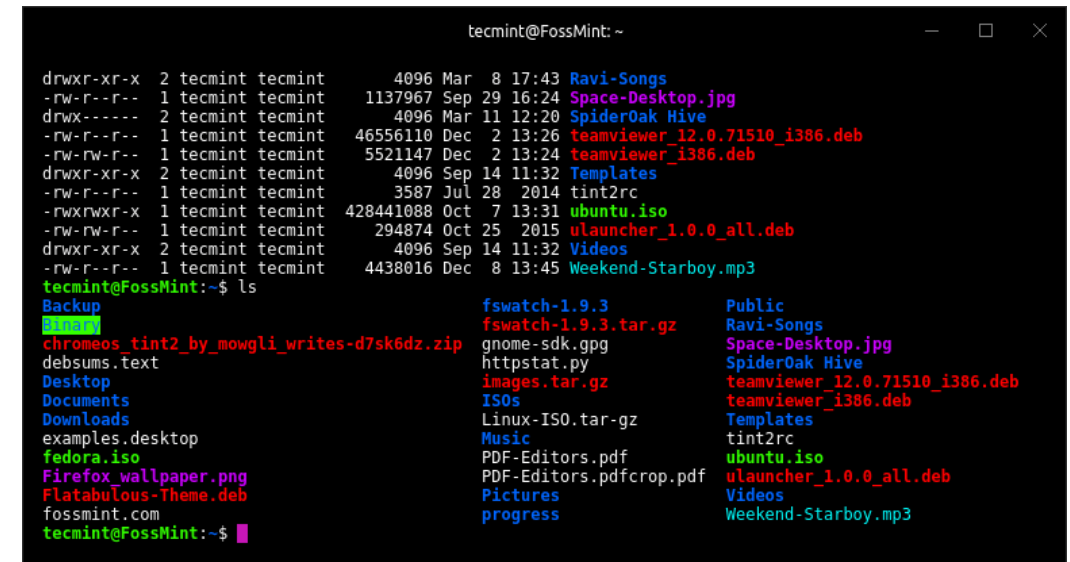 tecmint@FossMint: ~
drwxr-xr-x  2 tecmint tecmint      4096 Mar  8 17:43 Ravi-Songs
-rw-r--r--  1 tecmint tecmint   1137967 Sep 29 16:24 Space-Desktop.jpg
drwx------  2 tecmint tecmint      4096 Mar 11 12:20 SpiderOak Hive
-rw-r--r--  1 tecmint tecmint  46556110 Dec  2 13:26 teamviewer_12.0.71510_i386.deb
-rw-rw-r--  1 tecmint tecmint   5521147 Dec  2 13:24 teamviewer_i386.deb
drwxr-xr-x  2 tecmint tecmint      4096 Sep 14 11:32 Templates
-rw-r--r--  1 tecmint tecmint      3587 Jul 28  2014 tint2rc
-rwxrwxr-x  1 tecmint tecmint 428441088 Oct  7 13:31 ubuntu.iso
-rw-rw-r--  1 tecmint tecmint    294874 Oct 25  2015 ulauncher_1.0.0_all.deb
drwxr-xr-x  2 tecmint tecmint      4096 Sep 14 11:32 Videos
-rw-r--r--  1 tecmint tecmint   4438016 Dec  8 13:45 Weekend-Starboy.mp3
tecmint@FossMint:~$ ls
Backup                                       fswatch-1.9.3            Public
Binary                                       fswatch-1.9.3.tar.gz     Ravi-Songs
chromeos_tint2_by_mowgli_writes-d7sk6dz.zip  gnome-sdk.gpg            Space-Desktop.jpg
debsums.text                                 httpstat.py              SpiderOak Hive
Desktop                                      images.tar.gz            teamviewer_12.0.71510_i386.deb
Documents                                    ISOs                     teamviewer_i386.deb
Downloads                                    Linux-ISO.tar-gz         Templates
examples.desktop                             Music                    tint2rc
fedora.iso                                   PDF-Editors.pdf          ubuntu.iso
Firefox_wallpaper.png                        PDF-Editors.pdfcrop.pdf  ulauncher_1.0.0_all.deb
Flatabulous-Theme.deb                        Pictures                 Videos
fossmint.com                                 progress                 Weekend-Starboy.mp3
tecmint@FossMint:~$